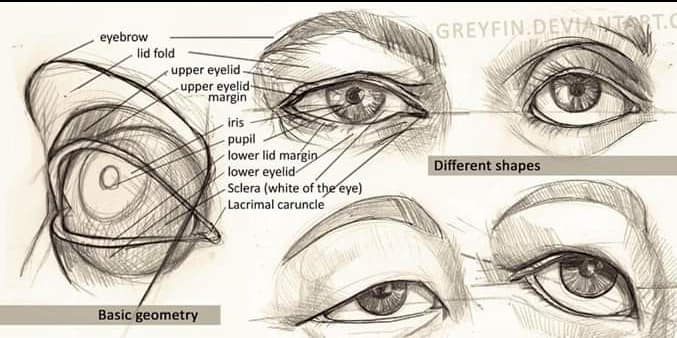 GREYFIN.DEVIANTART.C
eyebrow
lid fold
upper eyelid
upper eyelid
margin
iris
pupil
lower lid margin
lower eyelid
Sclera (white of the eye)
Lacrimal caruncle
Different shapes
Basic geometry